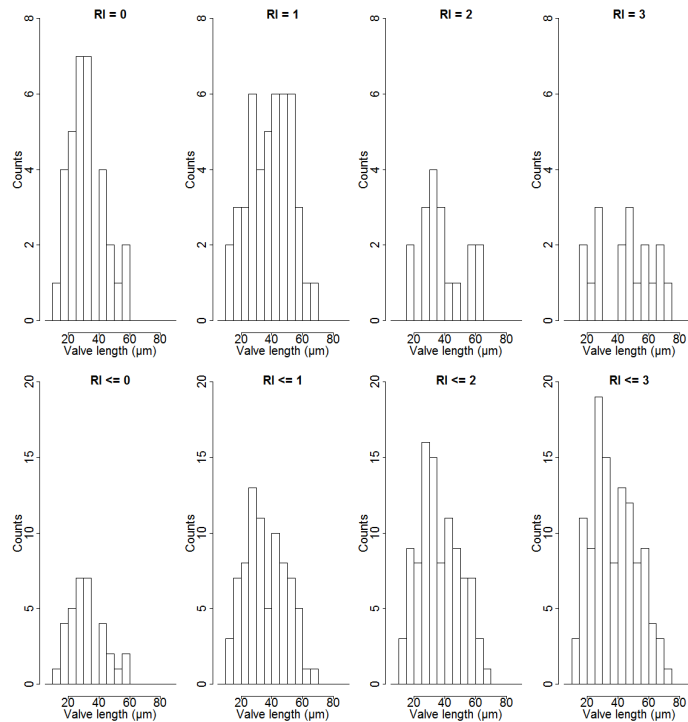 RI = 0
Counts
0 2 4 6 8
20 40 60 80
Valve length (µm)
RI = 1
Counts
0 2 4 6 8
20 40 60 80
Valve length (µm)
RI = 2
Counts
0 2 4 6 8
20 40 60 80
Valve length (µm)
RI = 3
Counts
0 2 4 6 8
20 40 60 80
Valve length (µm)
RI <= 0
Counts
0 5 10 15 20
20 40 60 80
Valve length (µm)
RI <= 1
Counts
0 5 10 15 20
20 40 60 80
Valve length (µm)
RI <= 2
Counts
0 5 10 15 20
20 40 60 80
Valve length (µm)
RI <= 3
Counts
0 5 10 15 20
20 40 60 80
Valve length (µm)